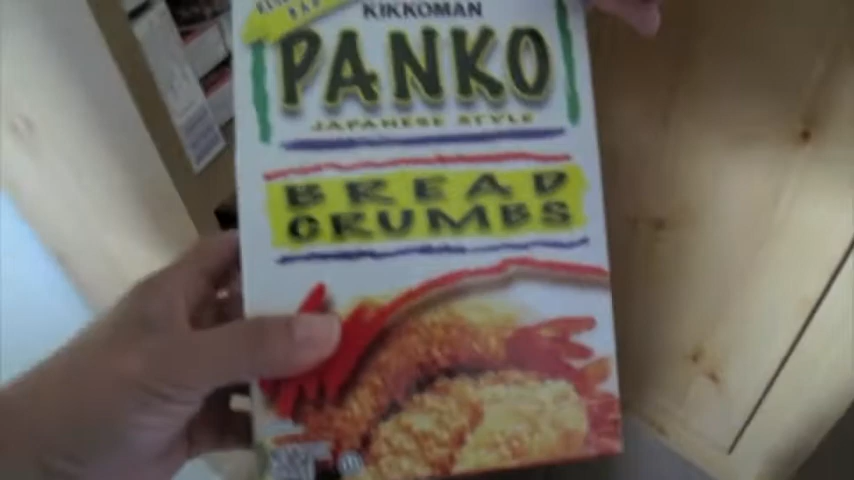 KIKKOMAN
PANKO
JAPANESE STYLE
BREAD
CRUMBS